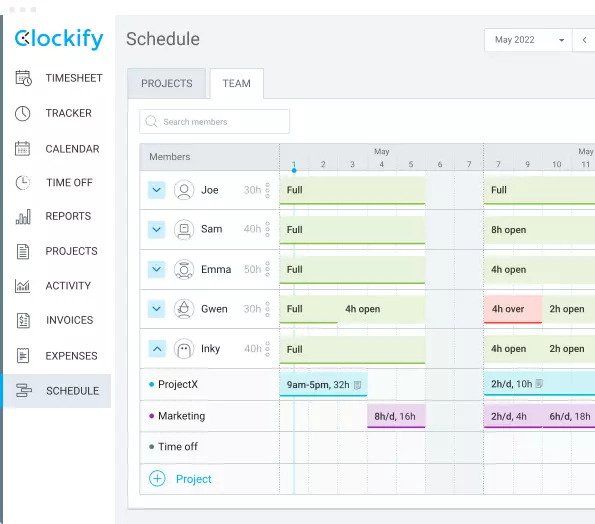 Clockify
Schedule
May 2022
TIMESHEET
TRACKER
CALENDAR
TIME OFF
REPORTS
PROJECTS
ACTIVITY
INVOICES
EXPENSES
SCHEDULE
PROJECTS TEAM
Search members
Members
May May
1 2 3 4 5 6 7 7 8 9 10 11
Joe 30h Full Full
Sam 40h Full 8h open
Emma 50h Full 4h open
Gwen 30h Full 4h open 4h over 2h open
Inky 40h Full 4h open 2h open
ProjectX 9am-5pm, 32h 2h/d, 10h
Marketing 8h/d, 16h 2h/d, 4h 6h/d, 18h
Time off
Project